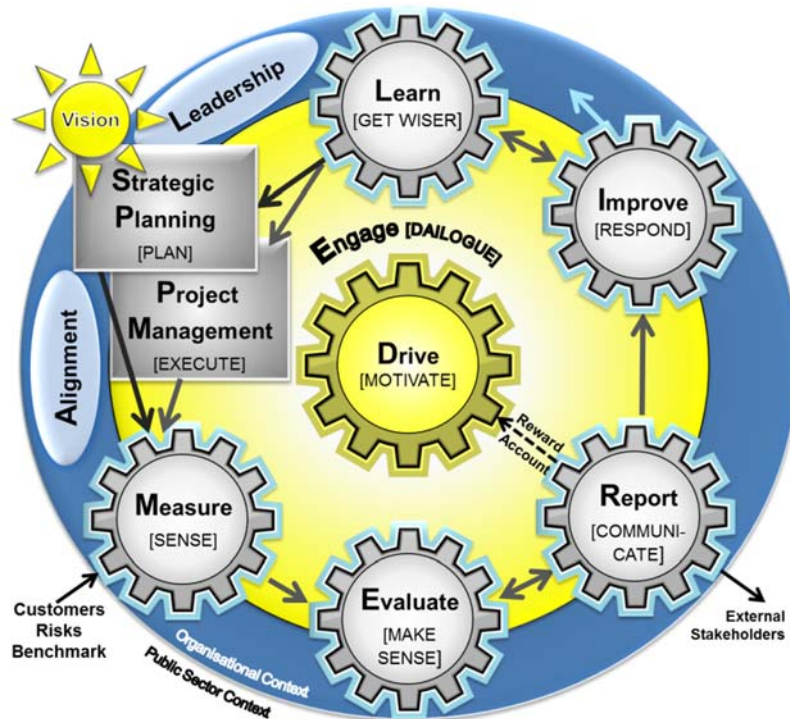 Vision
Leadership
Learn
[GET WISER]
Improve
[RESPOND]
Strategic
Planning
[PLAN]
Engage [DAILOGUE]
Project
Management
[EXECUTE]
Alignment
Drive
[MOTIVATE]
Reward
Account
Measure
[SENSE]
Report
[COMMUNI-
CATE]
Evaluate
[MAKE
SENSE]
Customers
Risks
Benchmark
Organisational Context
Public Sector Context
External
Stakeholders